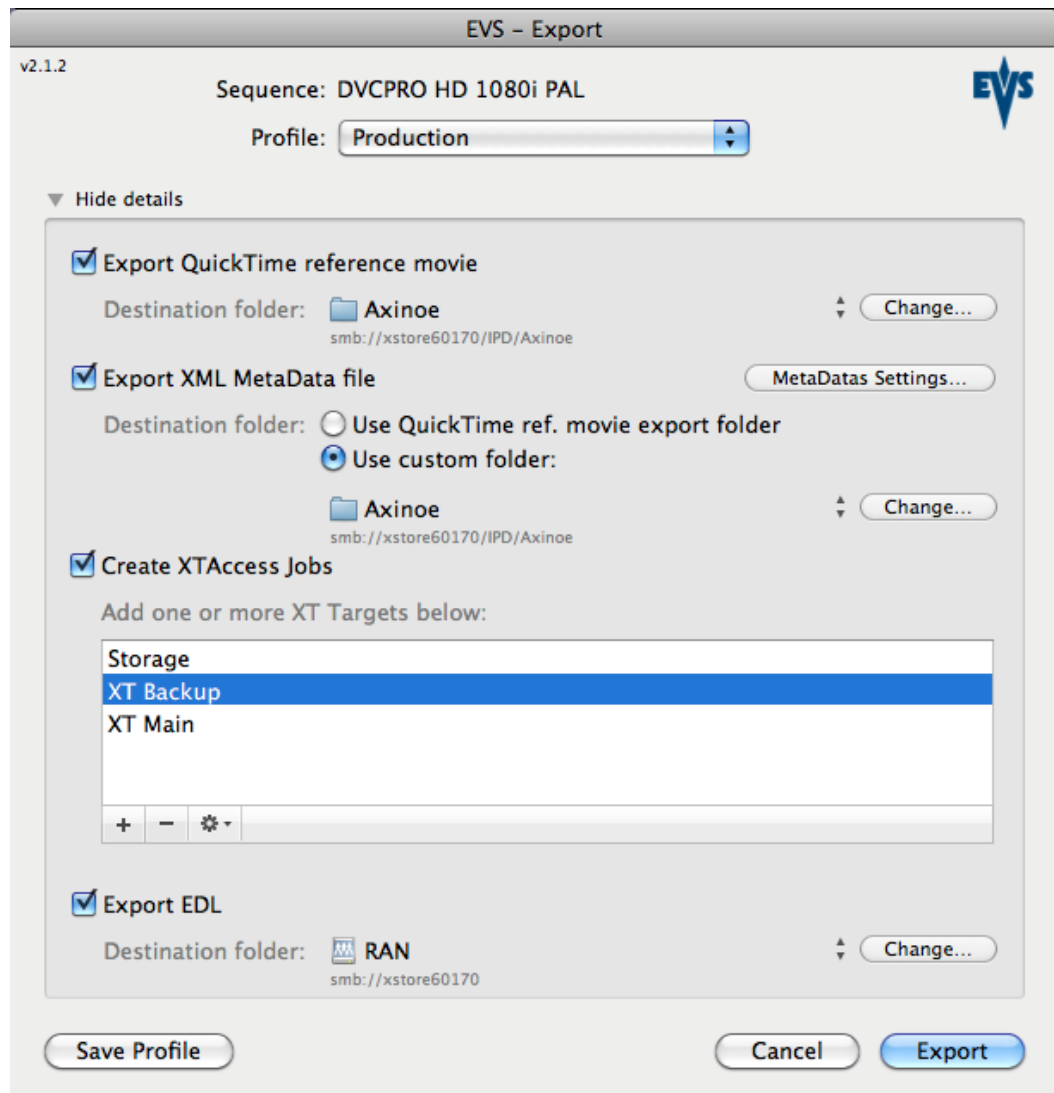 EVS – Export
v2.1.2
EVS
Sequence: DVCPRO HD 1080i PAL
Profile: Production
Hide details
Export QuickTime reference movie
Destination folder: Axinoe Change...
smb://xstore60170/IPD/Axinoe
Export XML MetaData file MetaDatas Settings...
Destination folder: Use QuickTime ref. movie export folder
Use custom folder:
Axinoe Change...
smb://xstore60170/IPD/Axinoe
Create XTAccess Jobs
Add one or more XT Targets below:
Storage
XT Backup
XT Main
Export EDL
Destination folder: RAN Change...
smb://xstore60170
Save Profile Cancel Export